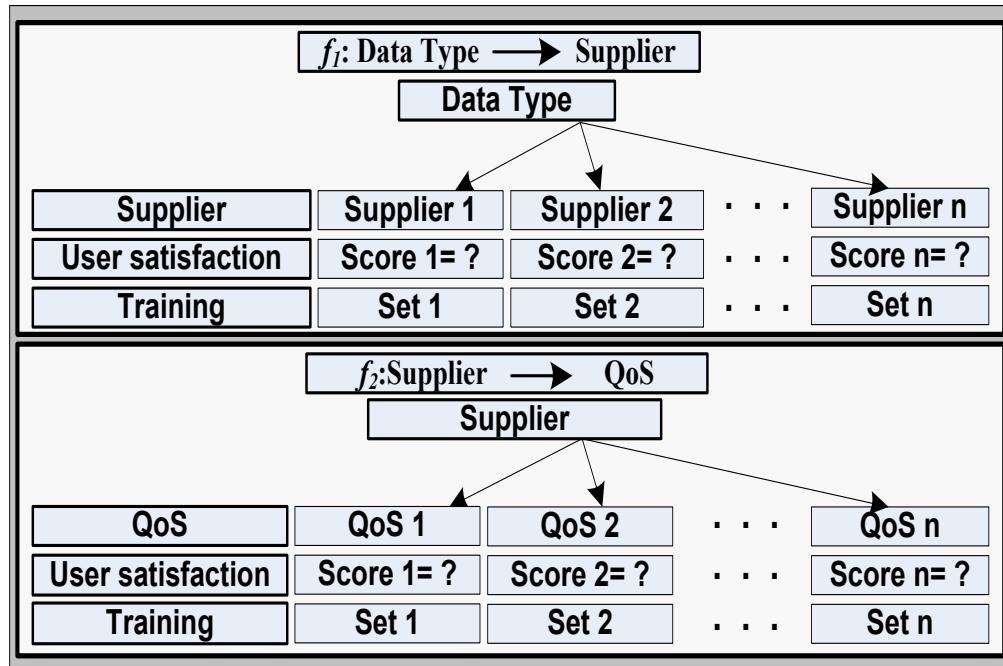 f1: Data Type → Supplier
Data Type
Supplier Supplier 1 Supplier 2 . . . Supplier n
User satisfaction Score 1= ? Score 2= ? . . . Score n= ?
Training Set 1 Set 2 . . . Set n
f2:Supplier → QoS
Supplier
QoS QoS 1 QoS 2 . . . QoS n
User satisfaction Score 1= ? Score 2= ? . . . Score n= ?
Training Set 1 Set 2 . . . Set n